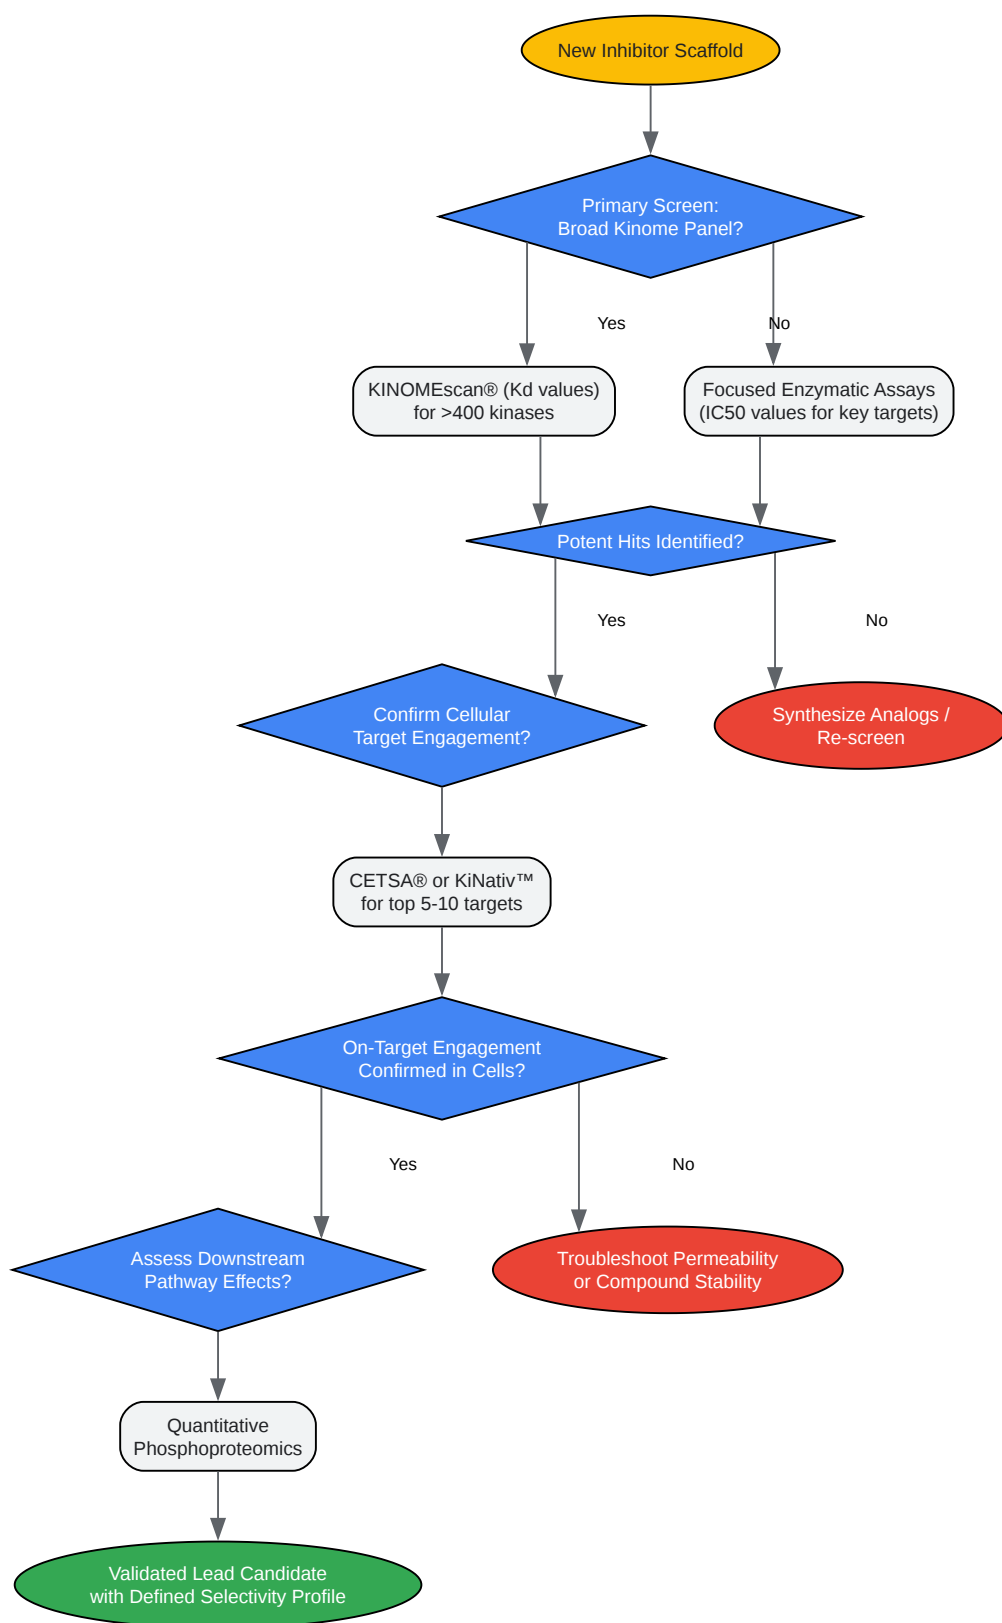 New Inhibitor Scaffold
Primary Screen:
Broad Kinome Panel?
Yes
No
KINOMEscan® (Kd values)
for >400 kinases
Focused Enzymatic Assays
(IC50 values for key targets)
Potent Hits Identified?
Yes
No
Confirm Cellular
Target Engagement?
Synthesize Analogs /
Re-screen
CETSA® or KiNativ™
for top 5-10 targets
On-Target Engagement
Confirmed in Cells?
Yes
No
Assess Downstream
Pathway Effects?
Troubleshoot Permeability
or Compound Stability
Quantitative
Phosphoproteomics
Validated Lead Candidate
with Defined Selectivity Profile